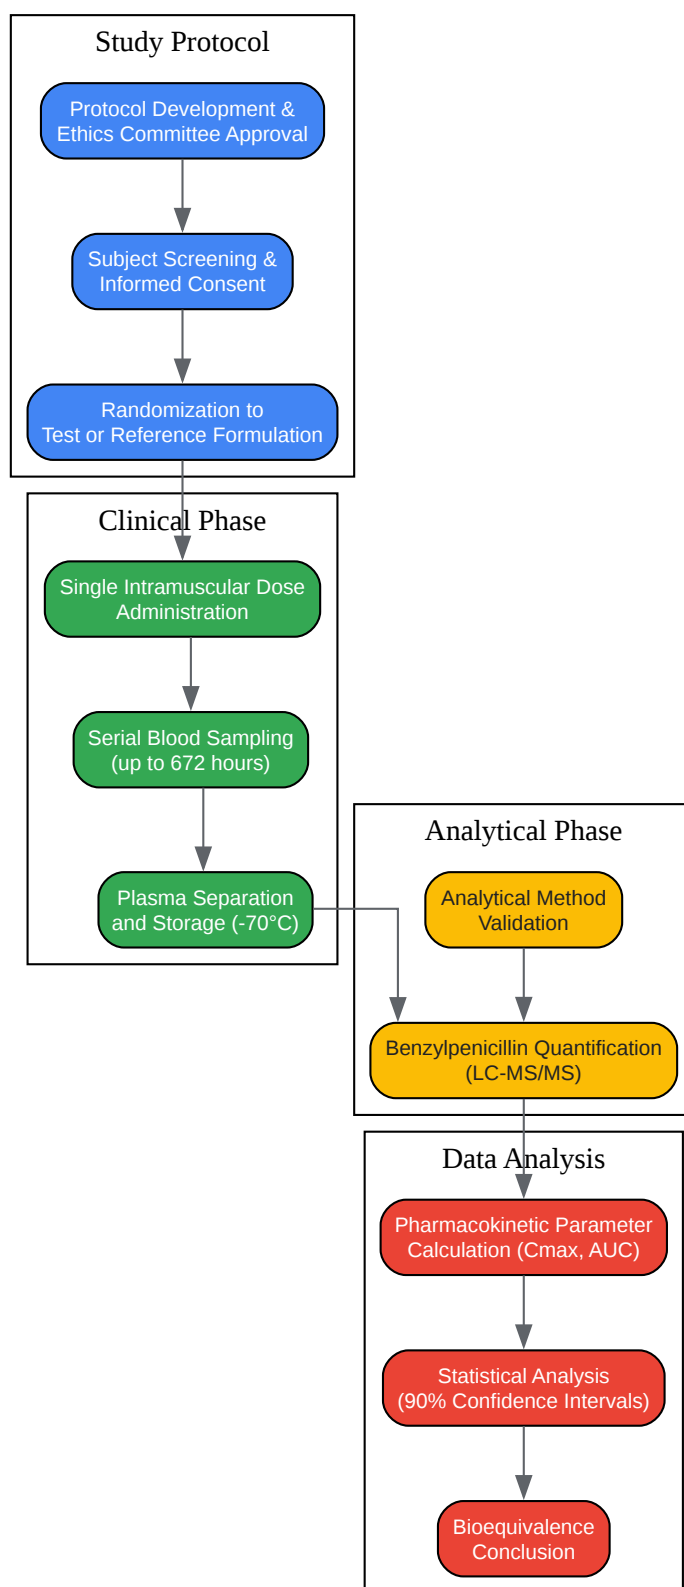 Study Protocol
Protocol Development &
Ethics Committee Approval
Subject Screening &
Informed Consent
Randomization to
Test or Reference Formulation
Clinical Phase
Single Intramuscular Dose
Administration
Serial Blood Sampling
(up to 672 hours)
Plasma Separation
and Storage (-70°C)
Analytical Phase
Analytical Method
Validation
Benzylpenicillin Quantification
(LC-MS/MS)
Data Analysis
Pharmacokinetic Parameter
Calculation (Cmax, AUC)
Statistical Analysis
(90% Confidence Intervals)
Bioequivalence
Conclusion